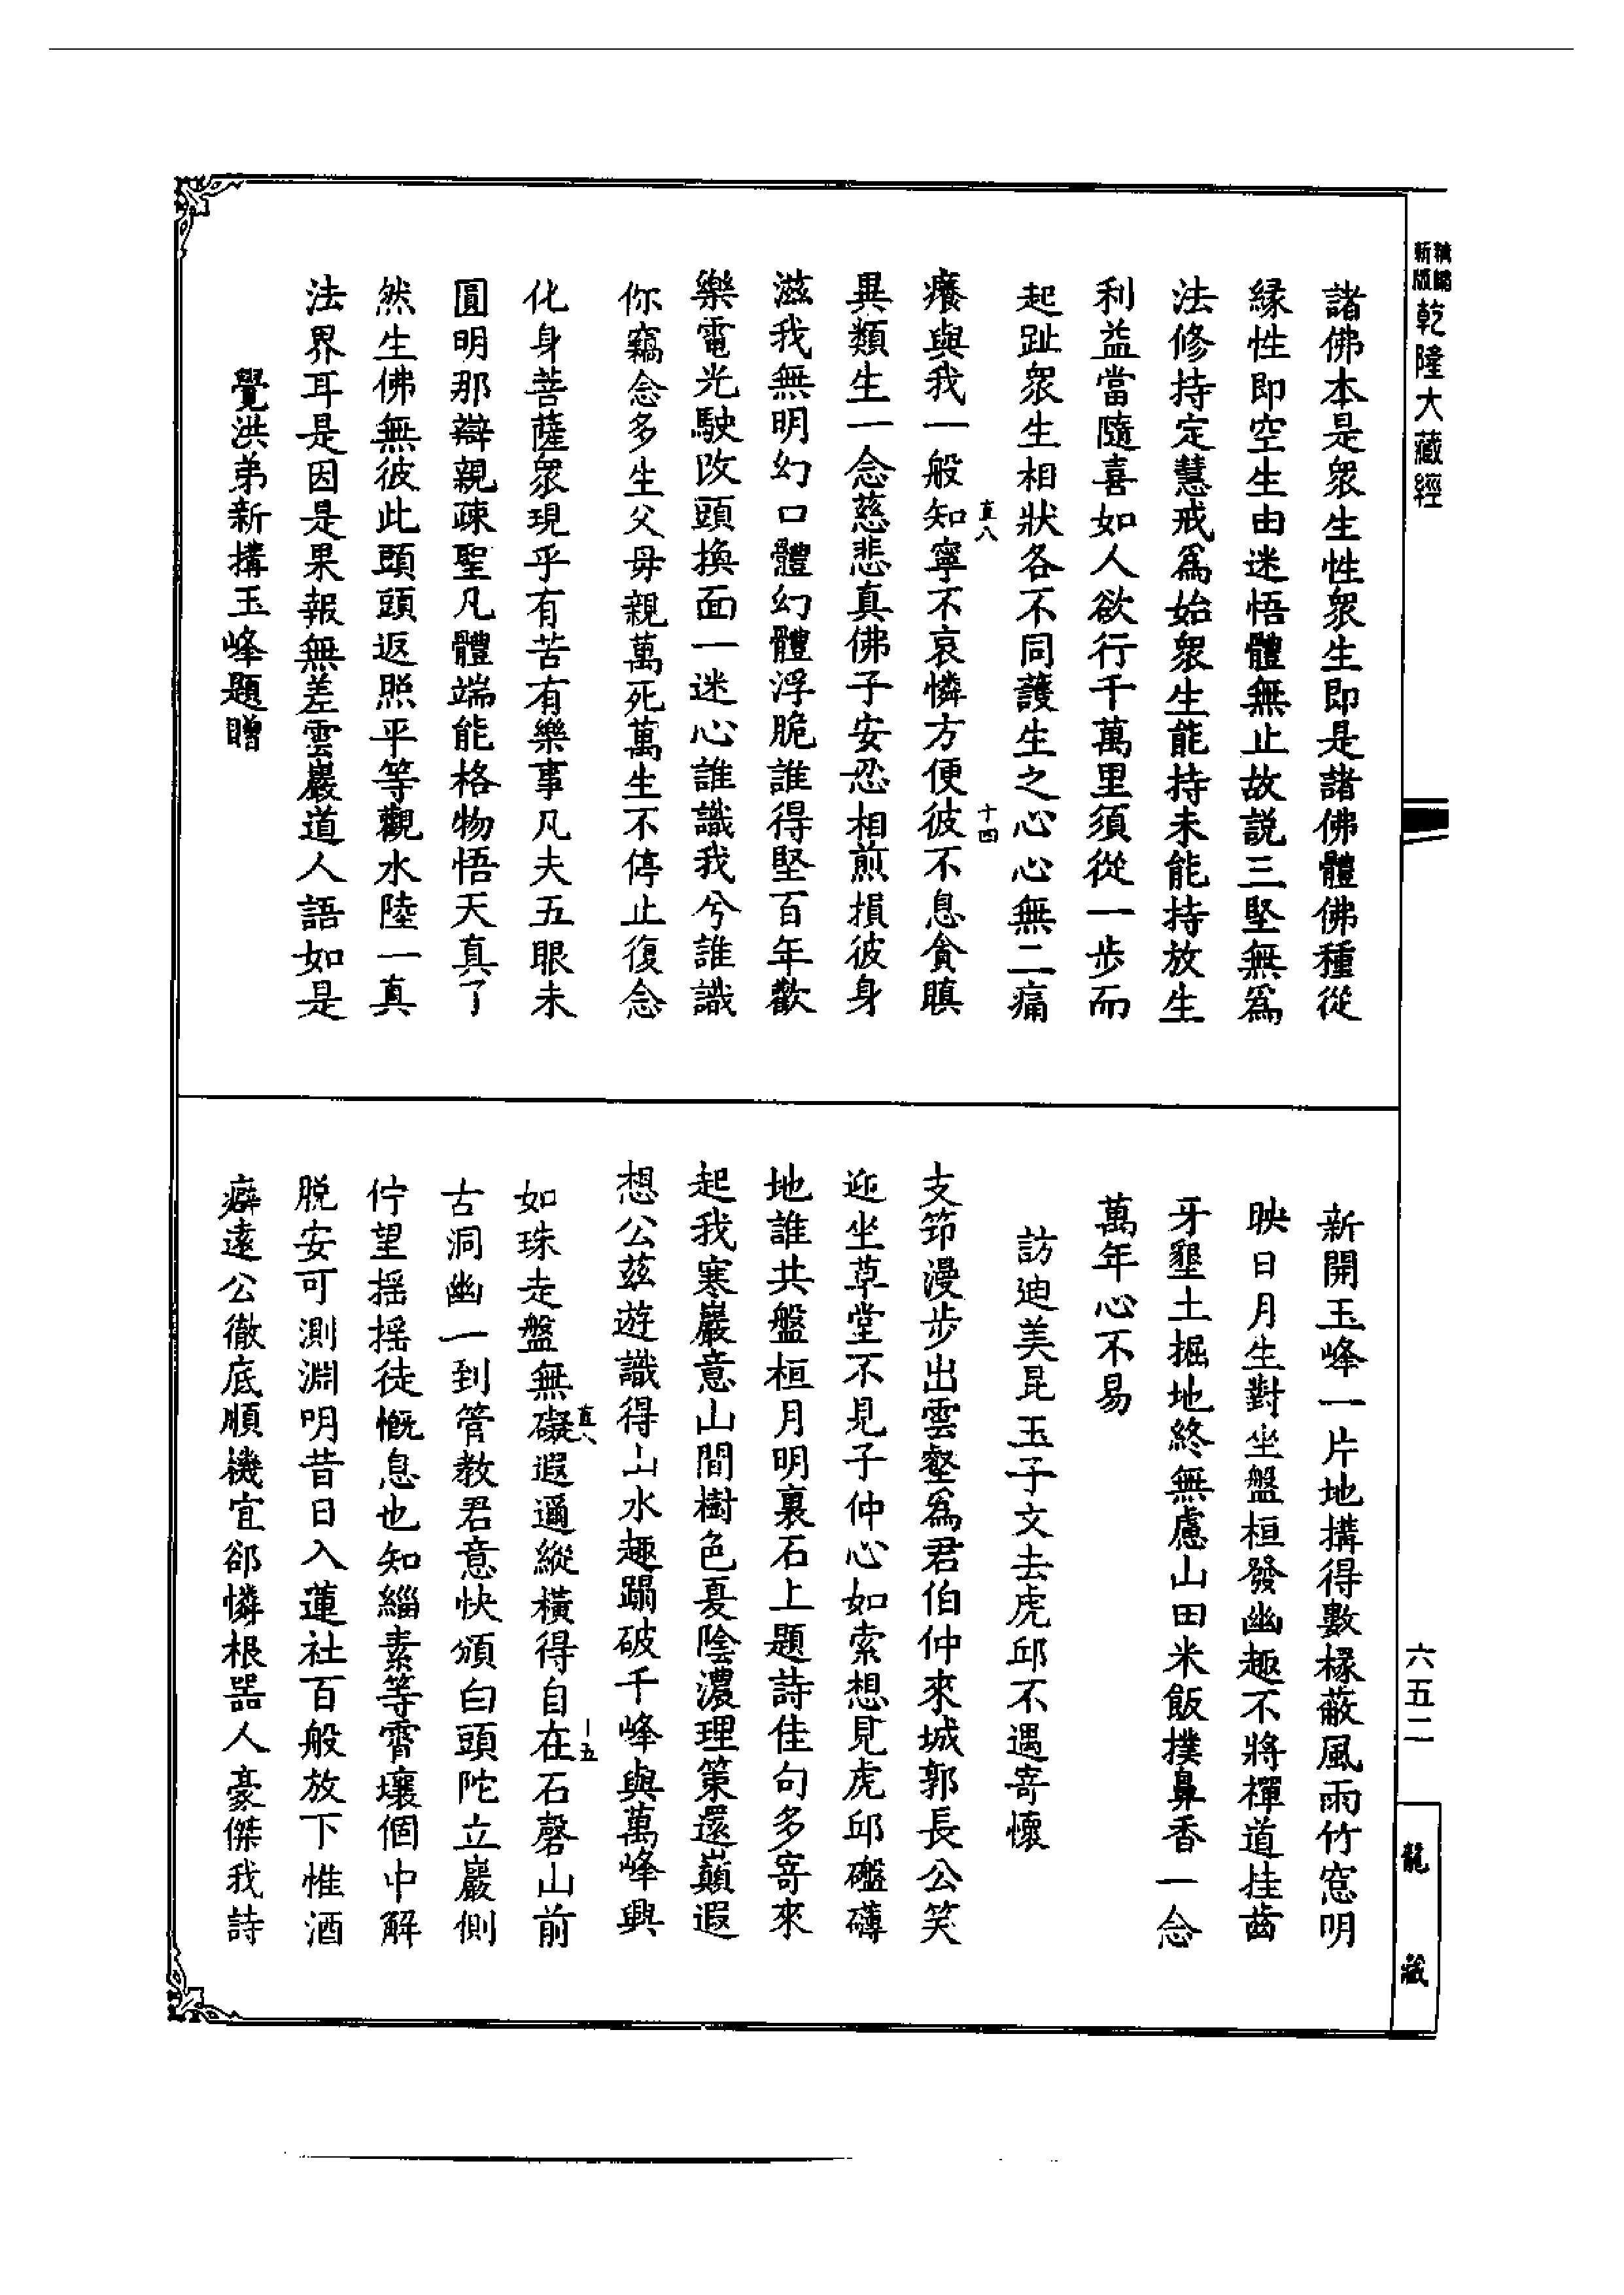 精縮
新版
乾隆大藏經
諸佛本是衆生性衆生即是諸佛體佛種從
緣性即空生由迷悟體無止故説三堅無爲
法修持定慧戒爲始衆生能持未能持放生
利益當隨喜如人欲行千萬里須從一步而
起趾衆生相狀各不同護生之心心無二痛
直八
十四
癢與我一般知寧不哀憐方便彼不息貪瞋
異類生一念慈悲真佛子安忍相煎損彼身
滋我無明幻口體幻體浮脆誰得堅百年歡
樂電光駛改頭換面一迷心誰識我兮誰識
你竊念多生父母親萬死萬生不停止復念
化身菩薩衆現乎有苦有樂事凡夫五眼未
圓明那辯親疎聖凡體端能格物悟天真了
然生佛無彼此頭頭返照平等觀水陸一真
法界耳是因是果報無差雲巖道人語如是
覺洪弟新搆玉峰題贈
新開玉峰一片地搆得數椽蔽風雨竹窓明
映日月生對坐盤桓發幽趣不將禪道挂齒
牙墾土掘地終無慮山田米飯撲鼻香一念
萬年心不易
訪迪美昆玉子文去虎邱不遇寄懷
支笻漫步出雲壑爲君伯仲來城郭長公笑
迎坐草堂不見子仲心如索想見虎邱礲礴
地誰共盤桓月明裏石上題詩佳句多寄來
起我寒巖意山間樹色憂陰濃理策還巔遐
想公兹遊識得山水趣蹋破千峰與萬峰興
直八
十五
如珠走盤無礙遐邇縱橫得自在石磬山前
古洞幽一到管教君意快頒白頭陀立巖側
佇望摇摇徒慨息也知緇素等霄壤個中解
脱安可測淵明昔日入蓮社百般放下惟酒
癖遠公徹底順機宜郤憐根器人豪傑我詩
六五二
龍藏